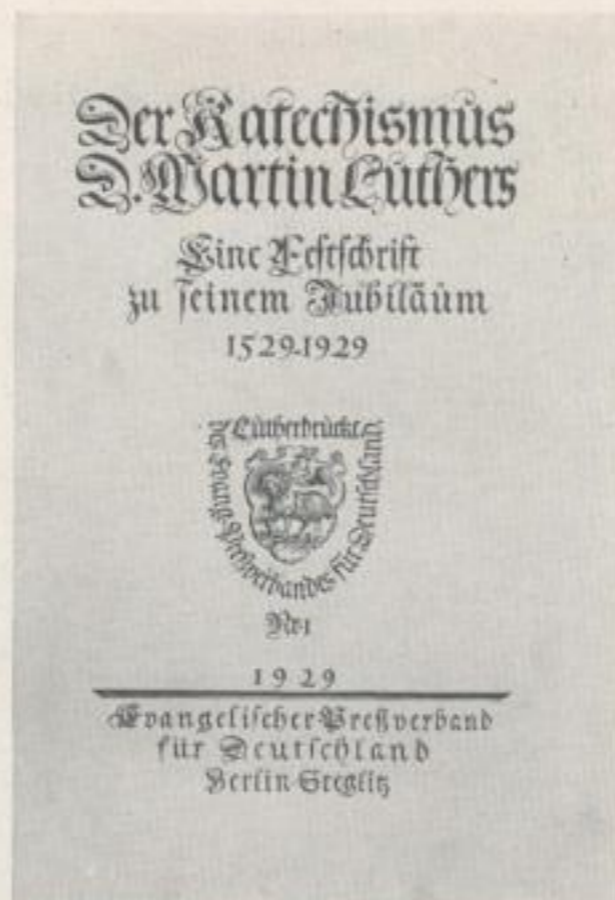 Der Katechismus
D. Martin Luthers
Eine Festschrift
zu seinem Jubiläum
1529-1929
Lutherdrucke
des Evang. Preßverbandes für Deutschland
Nr. 1
1929
Evangelischer Preßverband
für Deutschland
Berlin-Steglitz